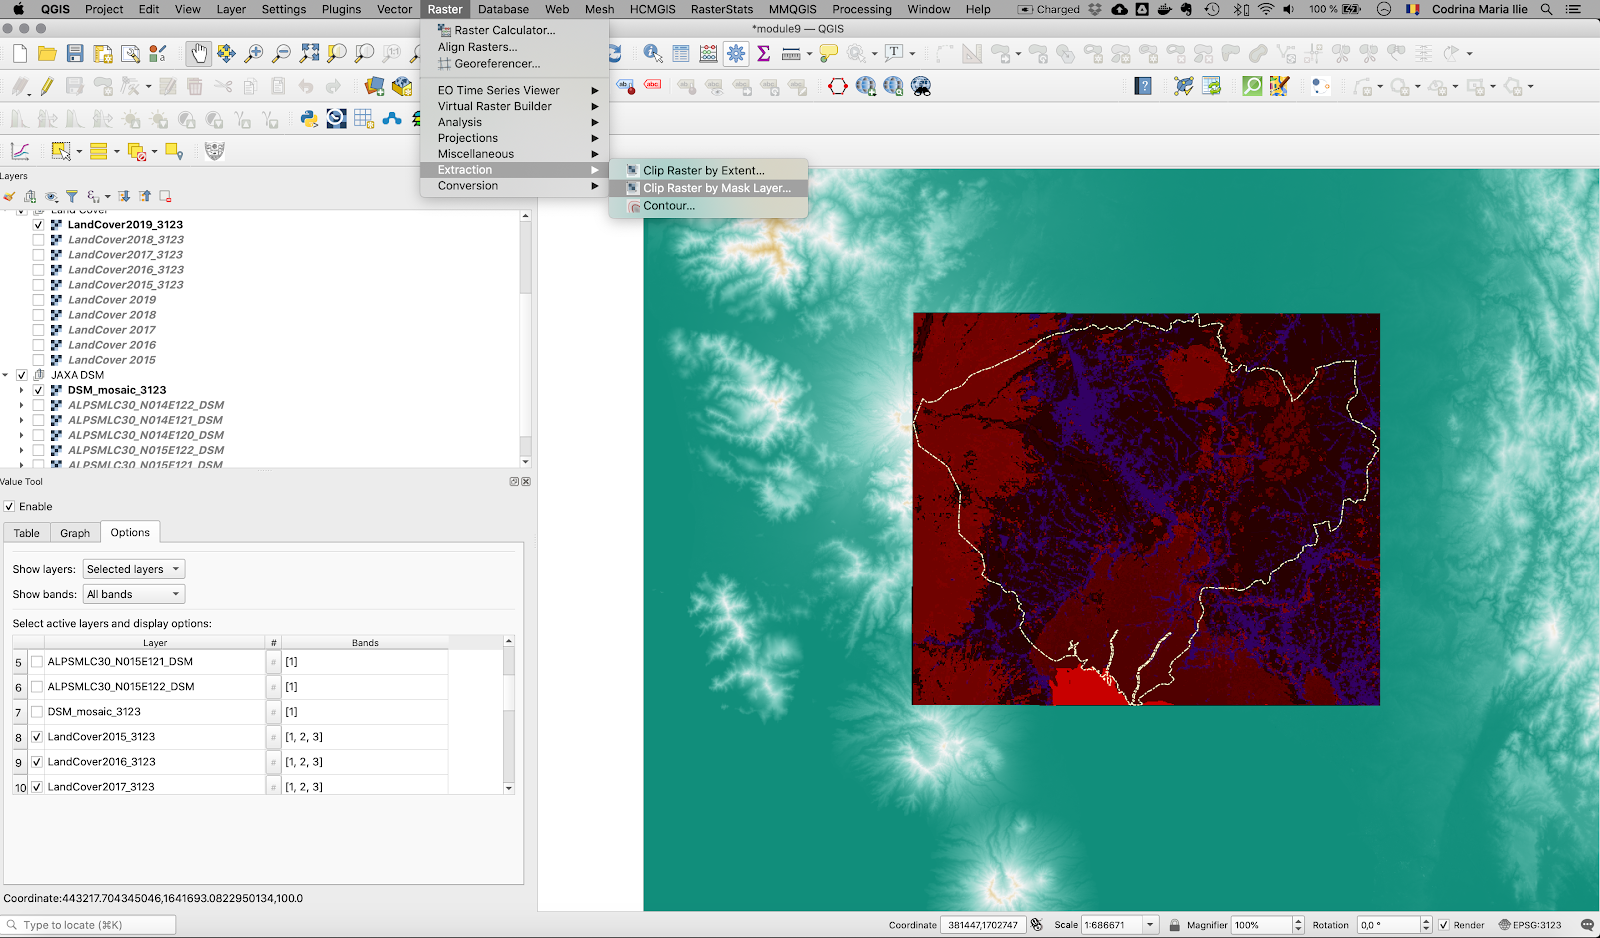 QGIS Project Edit View Layer Settings Plugins Vector Raster Database Web Mesh HCMGIS RasterStats MMQGIS Processing Window Help Charged 100 % Codrina Maria Ilie
*module9 — QGIS
Raster Calculator...
Align Rasters...
Georeferencer...
EO Time Series Viewer
Virtual Raster Builder
Analysis
Projections
Miscellaneous
Extraction
Conversion
Clip Raster by Extent...
Clip Raster by Mask Layer...
Contour...
Layers
Land Cover
LandCover2019_3123
LandCover2018_3123
LandCover2017_3123
LandCover2016_3123
LandCover2015_3123
LandCover 2019
LandCover 2018
LandCover 2017
LandCover 2016
LandCover 2015
JAXA DSM
DSM_mosaic_3123
ALPSMLC30_N014E122_DSM
ALPSMLC30_N014E121_DSM
ALPSMLC30_N014E120_DSM
ALPSMLC30_N015E122_DSM
ALPSMLC30_N015E121_DSM
Value Tool
Enable
Table Graph Options
Show layers: Selected layers
Show bands: All bands
Select active layers and display options:
Layer # Bands
5 ALPSMLC30_N015E121_DSM # [1]
6 ALPSMLC30_N015E122_DSM # [1]
7 DSM_mosaic_3123 # [1]
8 LandCover2015_3123 # [1, 2, 3]
9 LandCover2016_3123 # [1, 2, 3]
10 LandCover2017_3123 # [1, 2, 3]
Coordinate:443217.704345046,1641693.0822950134,100.0
Type to locate (⌘K) Coordinate 381447,1702747 Scale 1:686671 Magnifier 100% Rotation 0,0 ° Render EPSG:3123